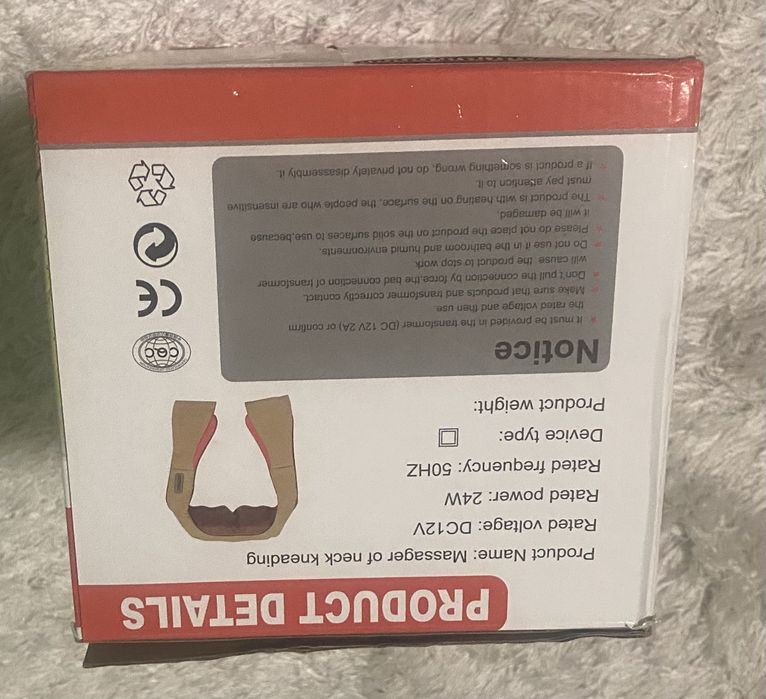 PRODUCT DETAILS
Product Name: Massager of neck kneading
Rated voltage: DC12V
Rated power: 24W
Rated frequency: 50HZ
Device type:
Product weight:
Notice
It must be provided in the transformer (DC 12V 2A) or confirm
the rated voltage and then use.
Make sure that products and transformer correctly contact.
Don't pull the connection by force,the bad connection of transformer
will cause the product to stop work
Do not use it in the bathroom and humid environments.
Please do not place the product on the solid surfaces to use,because
it will be damaged.
The product is with heating on the surface, the people who are insensitive
must pay attention to it.
If a product is something wrong, do not privately disassembly it.
CQC
CE